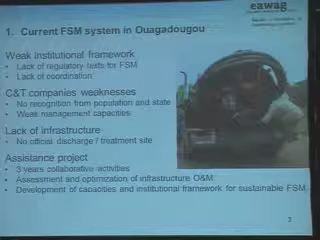 eawag
1. Current FSM system in Ouagadougou
Weak institutional framework
• Lack of regulatory texts for FSM
• Lack of coordination
C&T companies weaknesses
• No recognition from population and state
• Weak management capacities
Lack of infrastructure
• No official discharge / treatment site
Assistance project
• 3 years collaborative activities
• Assessment and optimization of infrastructure O&M
• Development of capacities and institutional framework for sustainable FSM
3